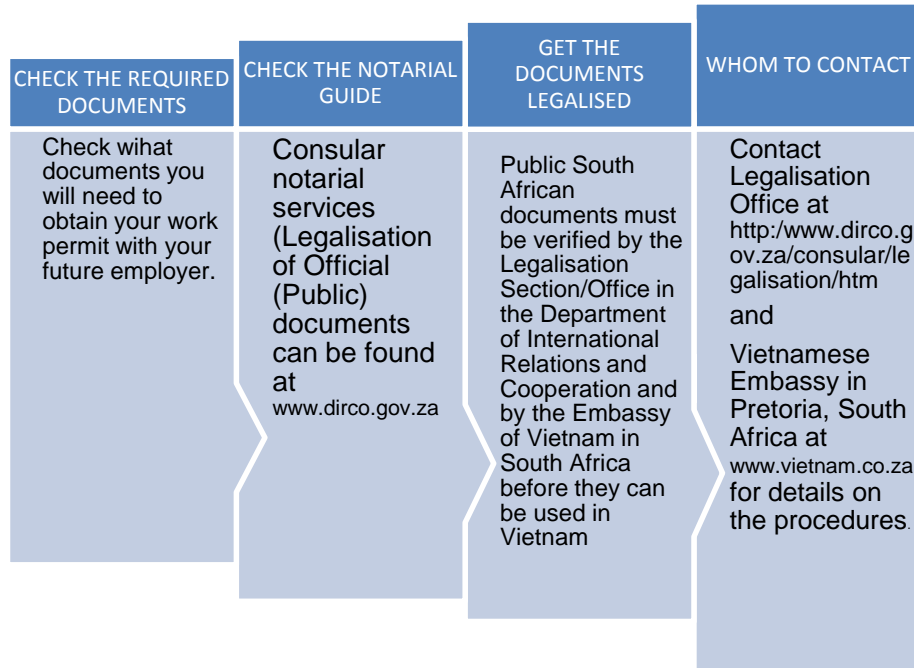 CHECK THE REQUIRED
DOCUMENTS
Check wihat
documents you
will need to
obtain your work
permit with your
future employer.
CHECK THE NOTARIAL
GUIDE
Consular
notarial
services
(Legalisation
of Official
(Public)
documents
can be found
at
www.dirco.gov.za
GET THE
DOCUMENTS
LEGALISED
Public South
African
documents must
be verified by the
Legalisation
Section/Office in
the Department
of International
Relations and
Cooperation and
by the Embassy
of Vietnam in
South Africa
before they can
be used in
Vietnam
WHOM TO CONTACT
Contact
Legalisation
Office at
http:/www.dirco.g
ov.za/consular/le
galisation/htm
and
Vietnamese
Embassy in
Pretoria, South
Africa at
www.vietnam.co.za
for details on
the procedures.